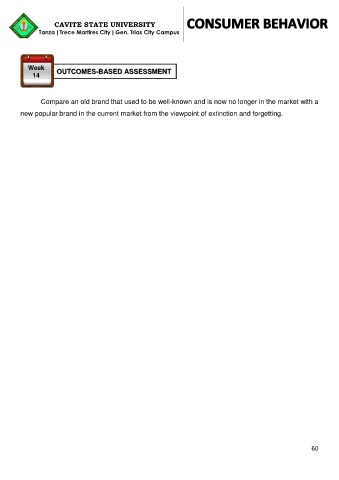 CAVITE STATE UNIVERSITY
Tanza | Trece Martires City | Gen. Trias City Campus
CONSUMER BEHAVIOR
Week
14
OUTCOMES-BASED ASSESSMENT
Compare an old brand that used to be well-known and is now no longer in the market with a
new popular brand in the current market from the viewpoint of extinction and forgetting.
60